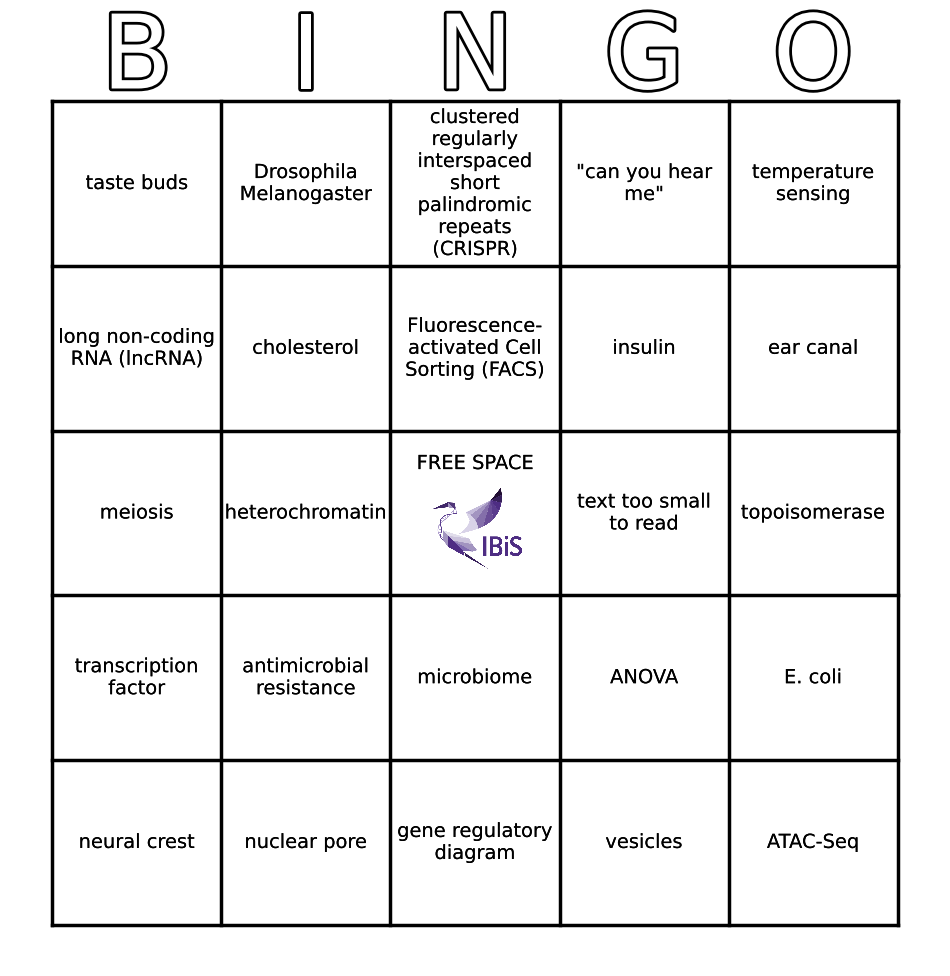 B I N G O
taste buds
Drosophila
Melanogaster
clustered
regularly
interspaced
short
palindromic
repeats
(CRISPR)
"can you hear
me"
temperature
sensing
long non-coding
RNA (lncRNA)
cholesterol
Fluorescence-
activated Cell
Sorting (FACS)
insulin
ear canal
meiosis
heterochromatin
FREE SPACE
IBiS
text too small
to read
topoisomerase
transcription
factor
antimicrobial
resistance
microbiome
ANOVA
E. coli
neural crest
nuclear pore
gene regulatory
diagram
vesicles
ATAC-Seq